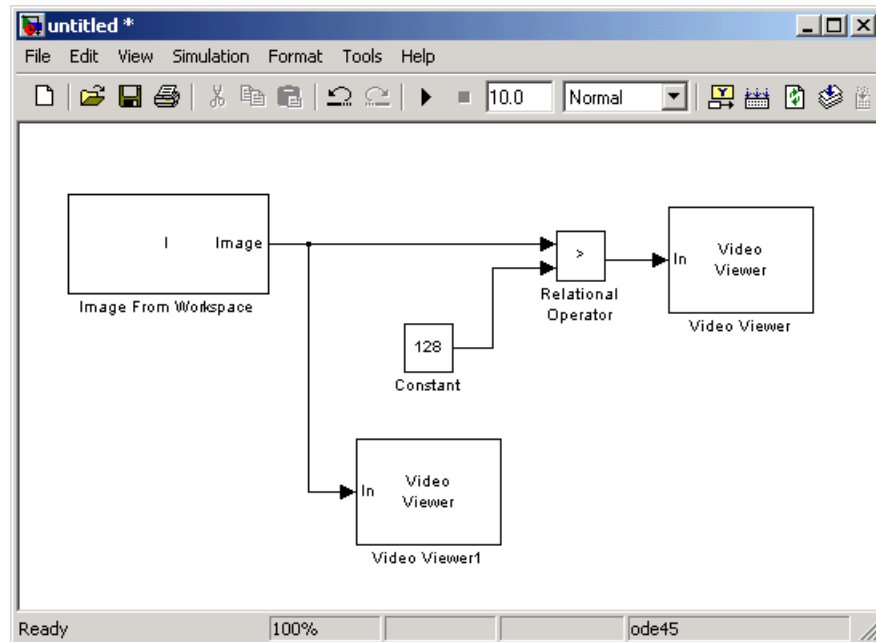 untitled *
File Edit View Simulation Format Tools Help
10.0 Normal
I Image
Image From Workspace
>
Relational
Operator
In Video
Viewer
Video Viewer
128
Constant
In Video
Viewer
Video Viewer1
Ready 100% ode45